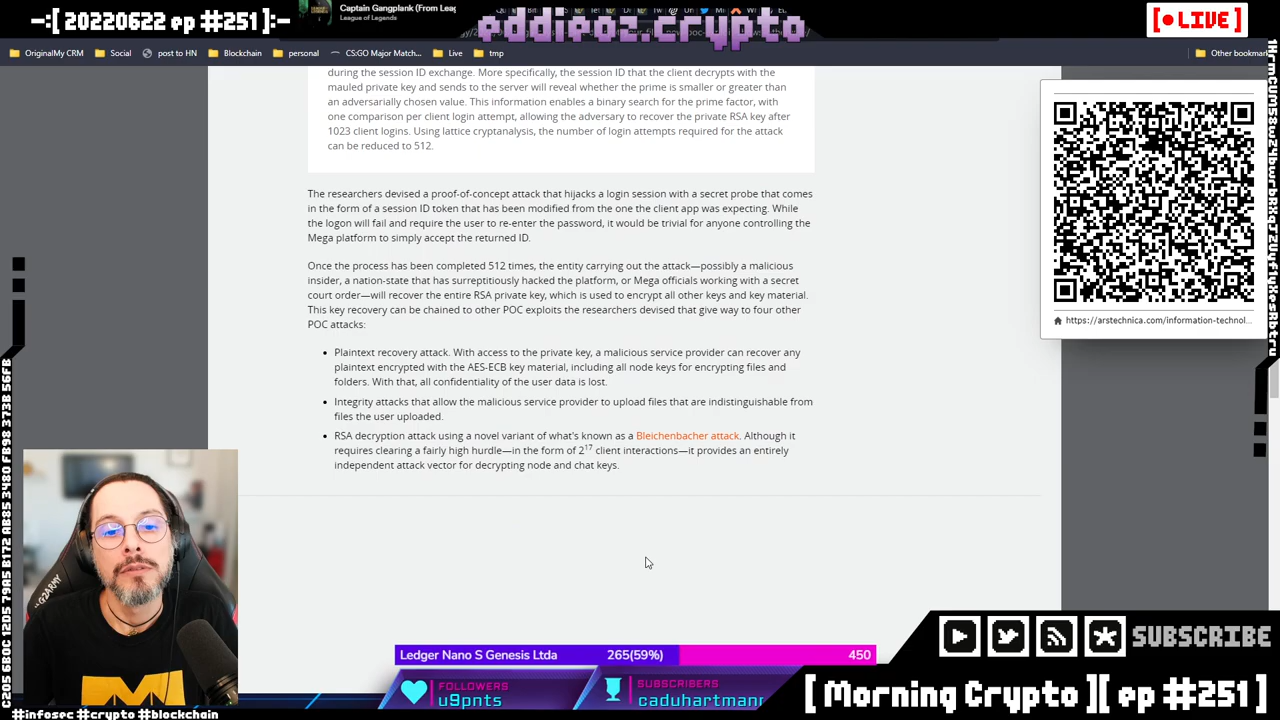 -:[ 20220622 ep #251 ]:-
Captain Gangplank (From Leag
League of Legends
eddieoz.crypto
[ LIVE ]
OriginalMy CRM
Social
post to HN
Blockchain
personal
CS:GO Major Match...
Live
tmp
Other bookmar
during the session ID exchange. More specifically, the session ID that the client decrypts with the
mauled private key and sends to the server will reveal whether the prime is smaller or greater than
an adversarially chosen value. This information enables a binary search for the prime factor, with
one comparison per client login attempt, allowing the adversary to recover the private RSA key after
1023 client logins. Using lattice cryptanalysis, the number of login attempts required for the attack
can be reduced to 512.
The researchers devised a proof-of-concept attack that hijacks a login session with a secret probe that comes
in the form of a session ID token that has been modified from the one the client app was expecting. While
the logon will fail and require the user to re-enter the password, it would be trivial for anyone controlling the
Mega platform to simply accept the returned ID.
Once the process has been completed 512 times, the entity carrying out the attack—possibly a malicious
insider, a nation-state that has surreptitiously hacked the platform, or Mega officials working with a secret
court order—will recover the entire RSA private key, which is used to encrypt all other keys and key material.
This key recovery can be chained to other POC exploits the researchers devised that give way to four other
POC attacks:
• Plaintext recovery attack. With access to the private key, a malicious service provider can recover any
plaintext encrypted with the AES-ECB key material, including all node keys for encrypting files and
folders. With that, all confidentiality of the user data is lost.
• Integrity attacks that allow the malicious service provider to upload files that are indistinguishable from
files the user uploaded.
• RSA decryption attack using a novel variant of what's known as a Bleichenbacher attack. Although it
requires clearing a fairly high hurdle—in the form of 2¹⁷ client interactions—it provides an entirely
independent attack vector for decrypting node and chat keys.
https://arstechnica.com/information-technol...
Ledger Nano S Genesis Ltda
265(59%)
450
FOLLOWERS
u9pnts
SUBSCRIBERS
caduhartmann
SUBSCRIBE
[ Morning Crypto ][ ep #251 ]
#infosec #crypto #blockchain